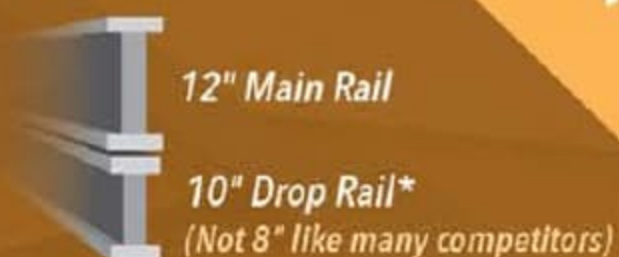 12" Main Rail
10" Drop Rail*
(Not 8" like many competitors)